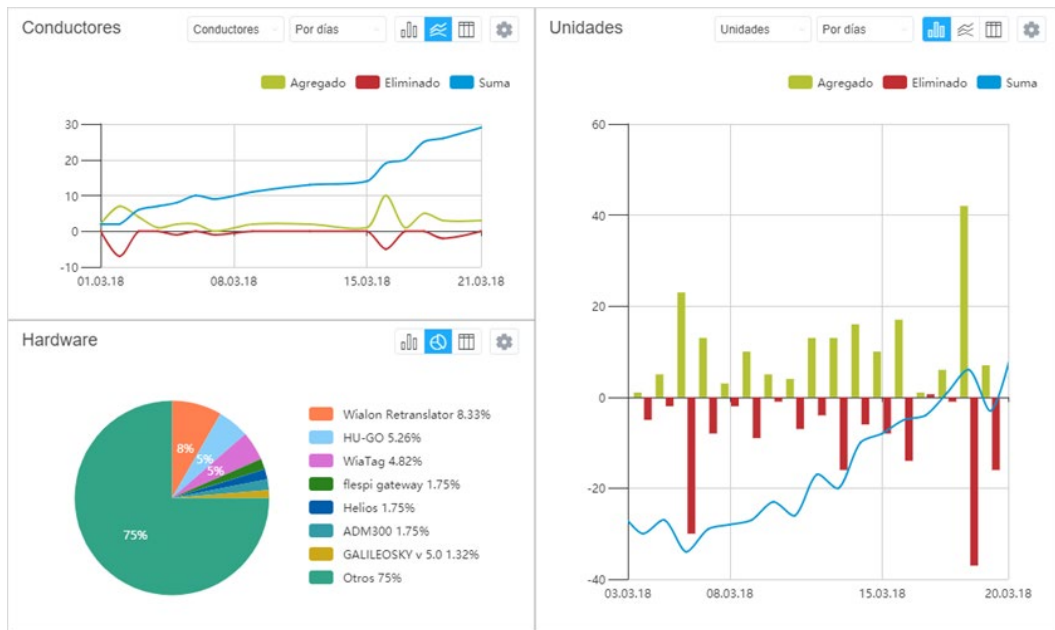 Conductores
Conductores
Por días
Agregado
Eliminado
Suma
30
20
10
0
-10
01.03.18
08.03.18
15.03.18
21.03.18
Hardware
8%
5%
5%
75%
Wialon Retranslator 8.33%
HU-GO 5.26%
WiaTag 4.82%
flespi gateway 1.75%
Helios 1.75%
ADM300 1.75%
GALILEOSKY v 5.0 1.32%
Otros 75%
Unidades
Unidades
Por días
Agregado
Eliminado
Suma
60
40
20
0
-20
-40
03.03.18
08.03.18
15.03.18
20.03.18